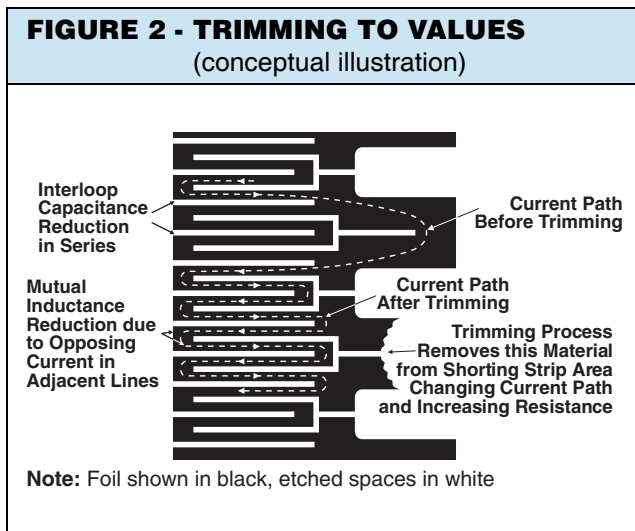 FIGURE 2 - TRIMMING TO VALUES
(conceptual illustration)
Interloop
Capacitance
Reduction
in Series
Current Path
Before Trimming
Mutual
Inductance
Reduction due
to Opposing
Current in
Adjacent Lines
Current Path
After Trimming
Trimming Process
Removes this Material
from Shorting Strip Area
Changing Current Path
and Increasing Resistance
Note: Foil shown in black, etched spaces in white